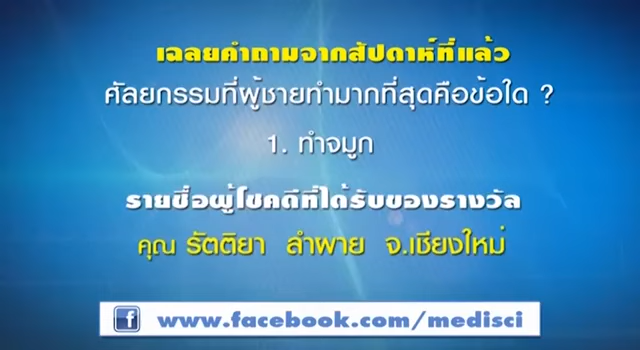 เฉลยคำถามจากสัปดาห์ที่แล้ว
ศัลยกรรมที่ผู้ชายทำมากที่สุดคือข้อใด ?
1. ทำจมูก
รายชื่อผู้โชคดีที่ได้รับของรางวัล
คุณ รัตติยา ลำผาย จ.เชียงใหม่
f www.facebook.com/medisci